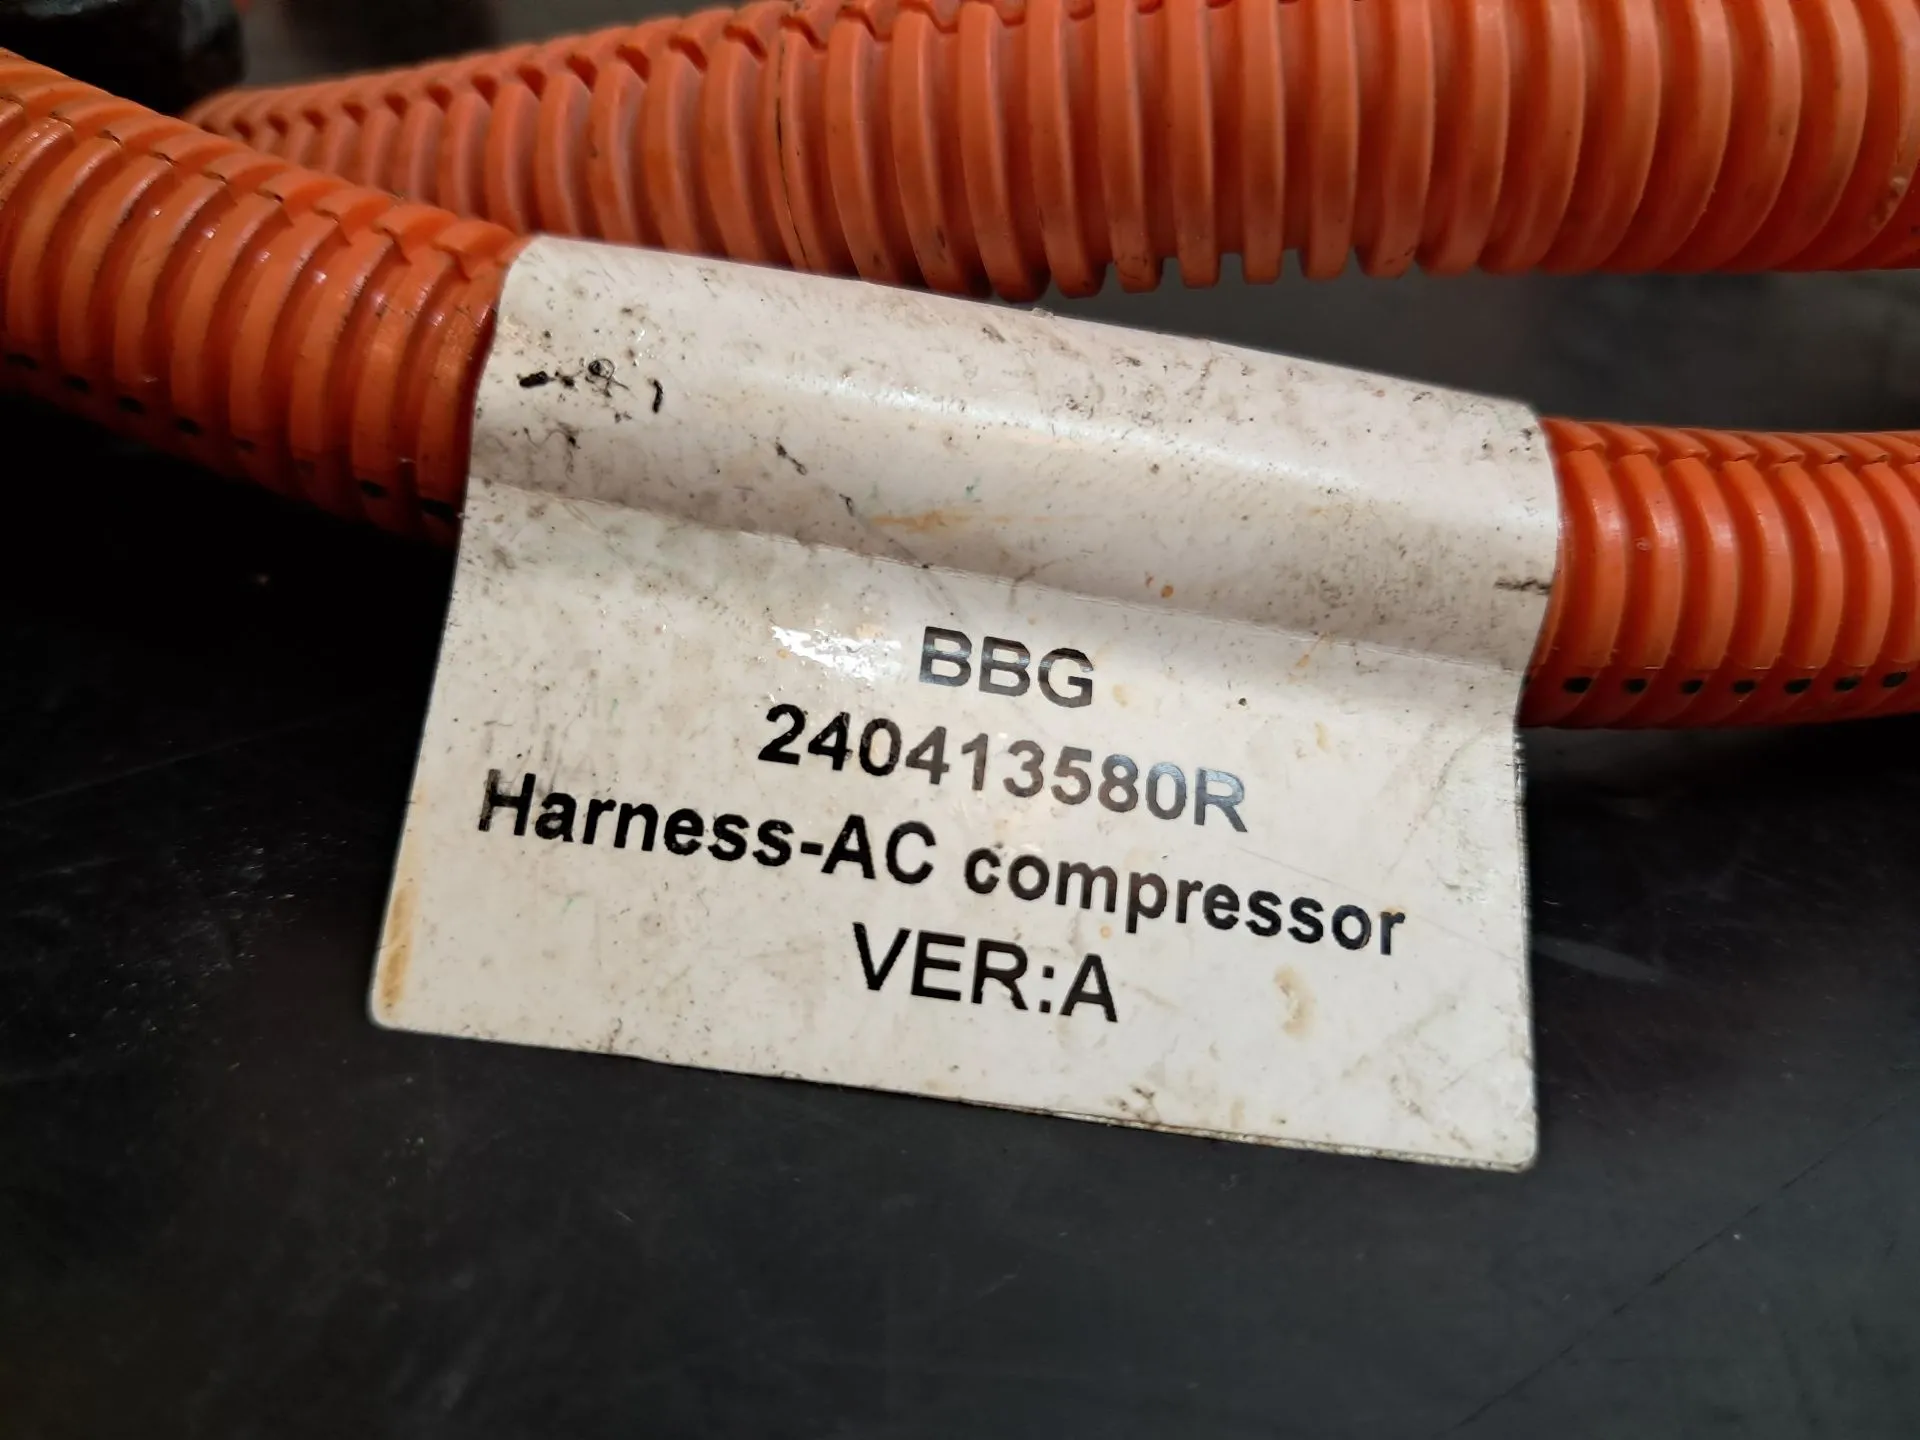 BBG
240413580R
Harness-AC compressor
VER:A